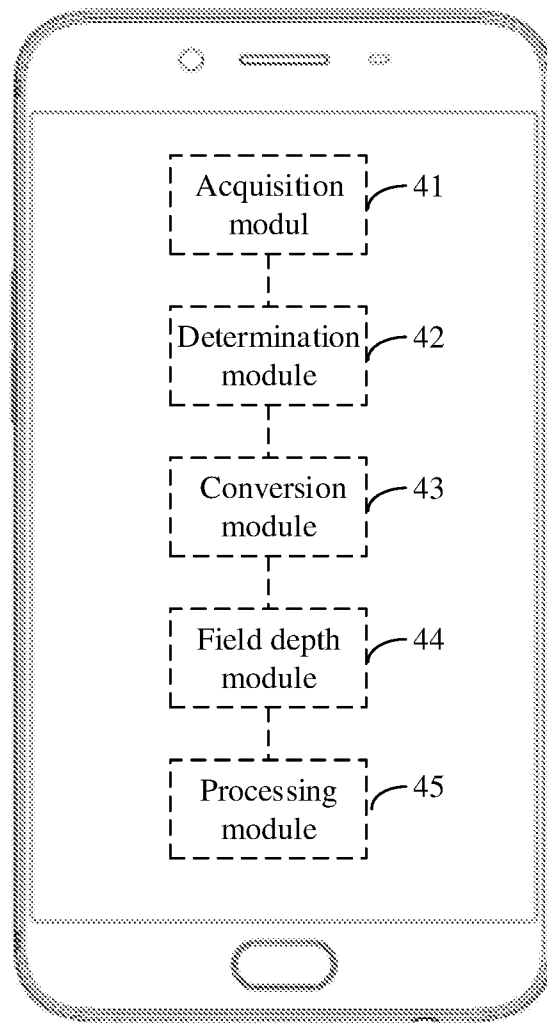 Acquisition
modul
41
Determination
module
42
Conversion
module
43
Field depth
module
44
Processing
module
45